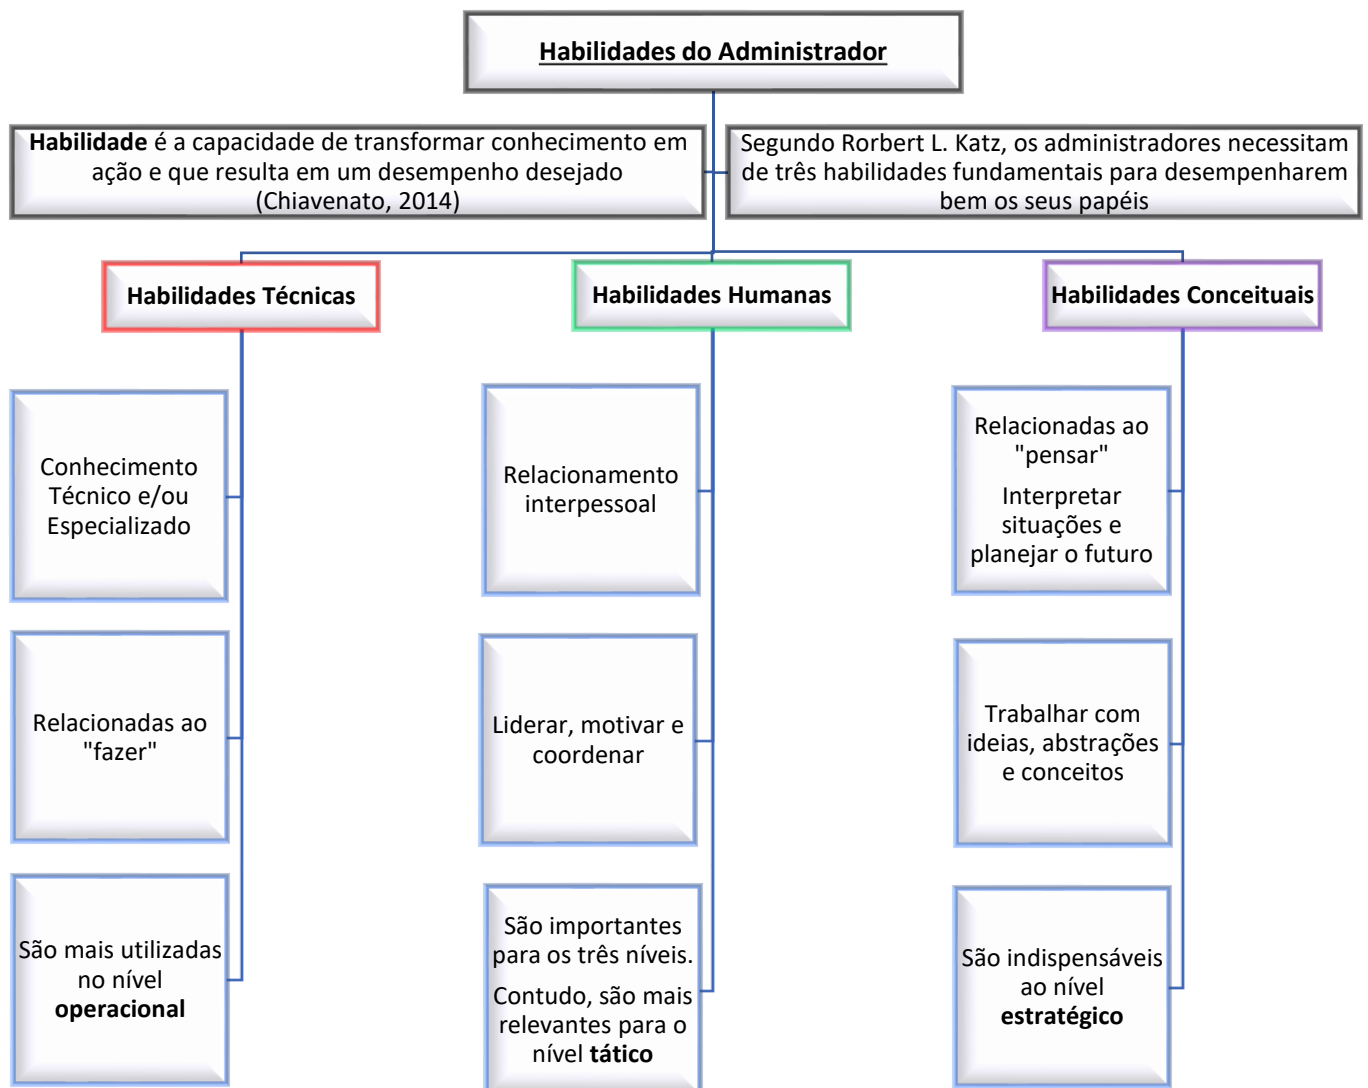 Habilidades do Administrador
Habilidade é a capacidade de transformar conhecimento em
ação e que resulta em um desempenho desejado
(Chiavenato, 2014)
Segundo Rorbert L. Katz, os administradores necessitam
de três habilidades fundamentais para desempenharem
bem os seus papéis
Habilidades Técnicas
Conhecimento
Técnico e/ou
Especializado
Relacionadas ao
"fazer"
São mais utilizadas
no nível
operacional
Habilidades Humanas
Relacionamento
interpessoal
Liderar, motivar e
coordenar
São importantes
para os três níveis.
Contudo, são mais
relevantes para o
nível tático
Habilidades Conceituais
Relacionadas ao
"pensar"
Interpretar
situações e
planejar o futuro
Trabalhar com
ideias, abstrações
e conceitos
São indispensáveis
ao nível
estratégico